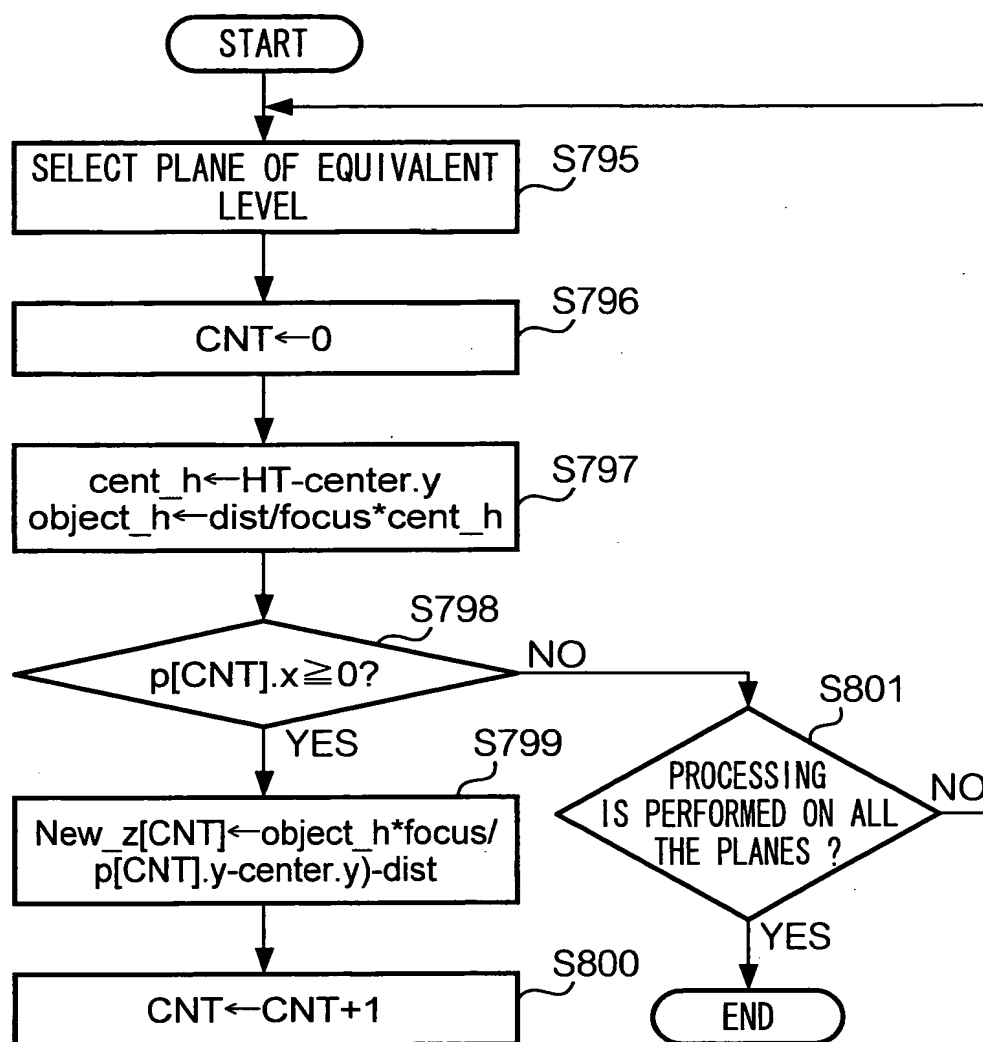 START
SELECT PLANE OF EQUIVALENT
LEVEL
S795
CNT←0
S796
cent_h←HT-center.y
object_h←dist/focus*cent_h
S797
p[CNT].x≧0?
S798
NO
YES
New_z[CNT]←object_h*focus/
p[CNT].y-center.y)-dist
S799
CNT←CNT+1
S800
PROCESSING
IS PERFORMED ON ALL
THE PLANES ?
S801
NO
YES
END